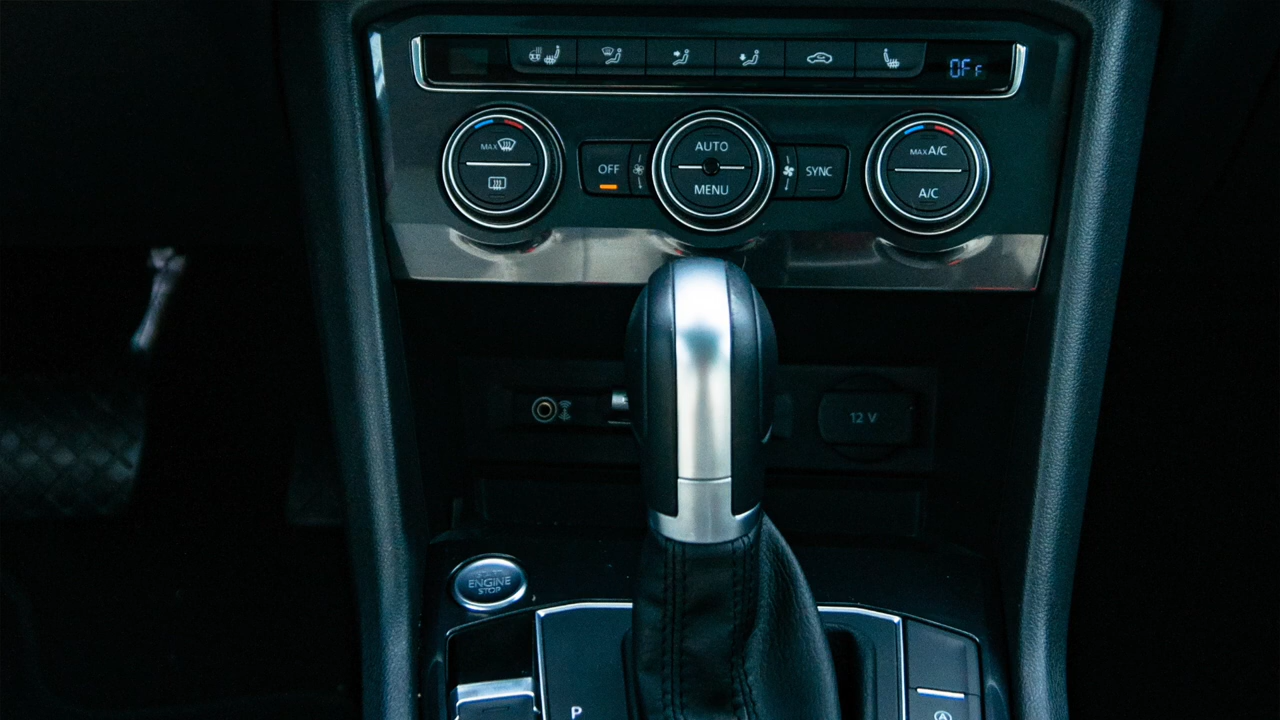 OFF
MAX
OFF
AUTO
MENU
SYNC
MAX A/C
A/C
12 V
ENGINE
STOP
P
A